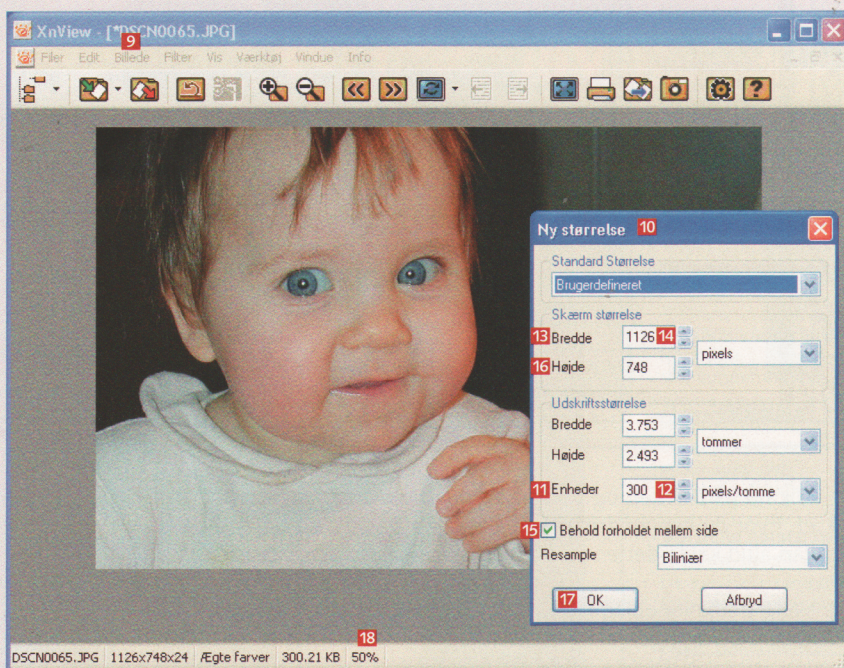 XnView - [*DSCN0065.JPG]
9
Filer Edit Billede Filter Vis Værktøj Vindue Info
Ny størrelse 10
Standard Størrelse
Brugerdefineret
Skærm størrelse
13 Bredde 1126 14
pixels
16 Højde 748
Udskriftsstørrelse
Bredde 3.753
tommer
Højde 2.493
11 Enheder 300 12 pixels/tomme
15 Behold forholdet mellem side
Resample Biliniær
17 OK Afbryd
18
DSCN0065.JPG 1126x748x24 Ægte farver 300.21 KB 50%